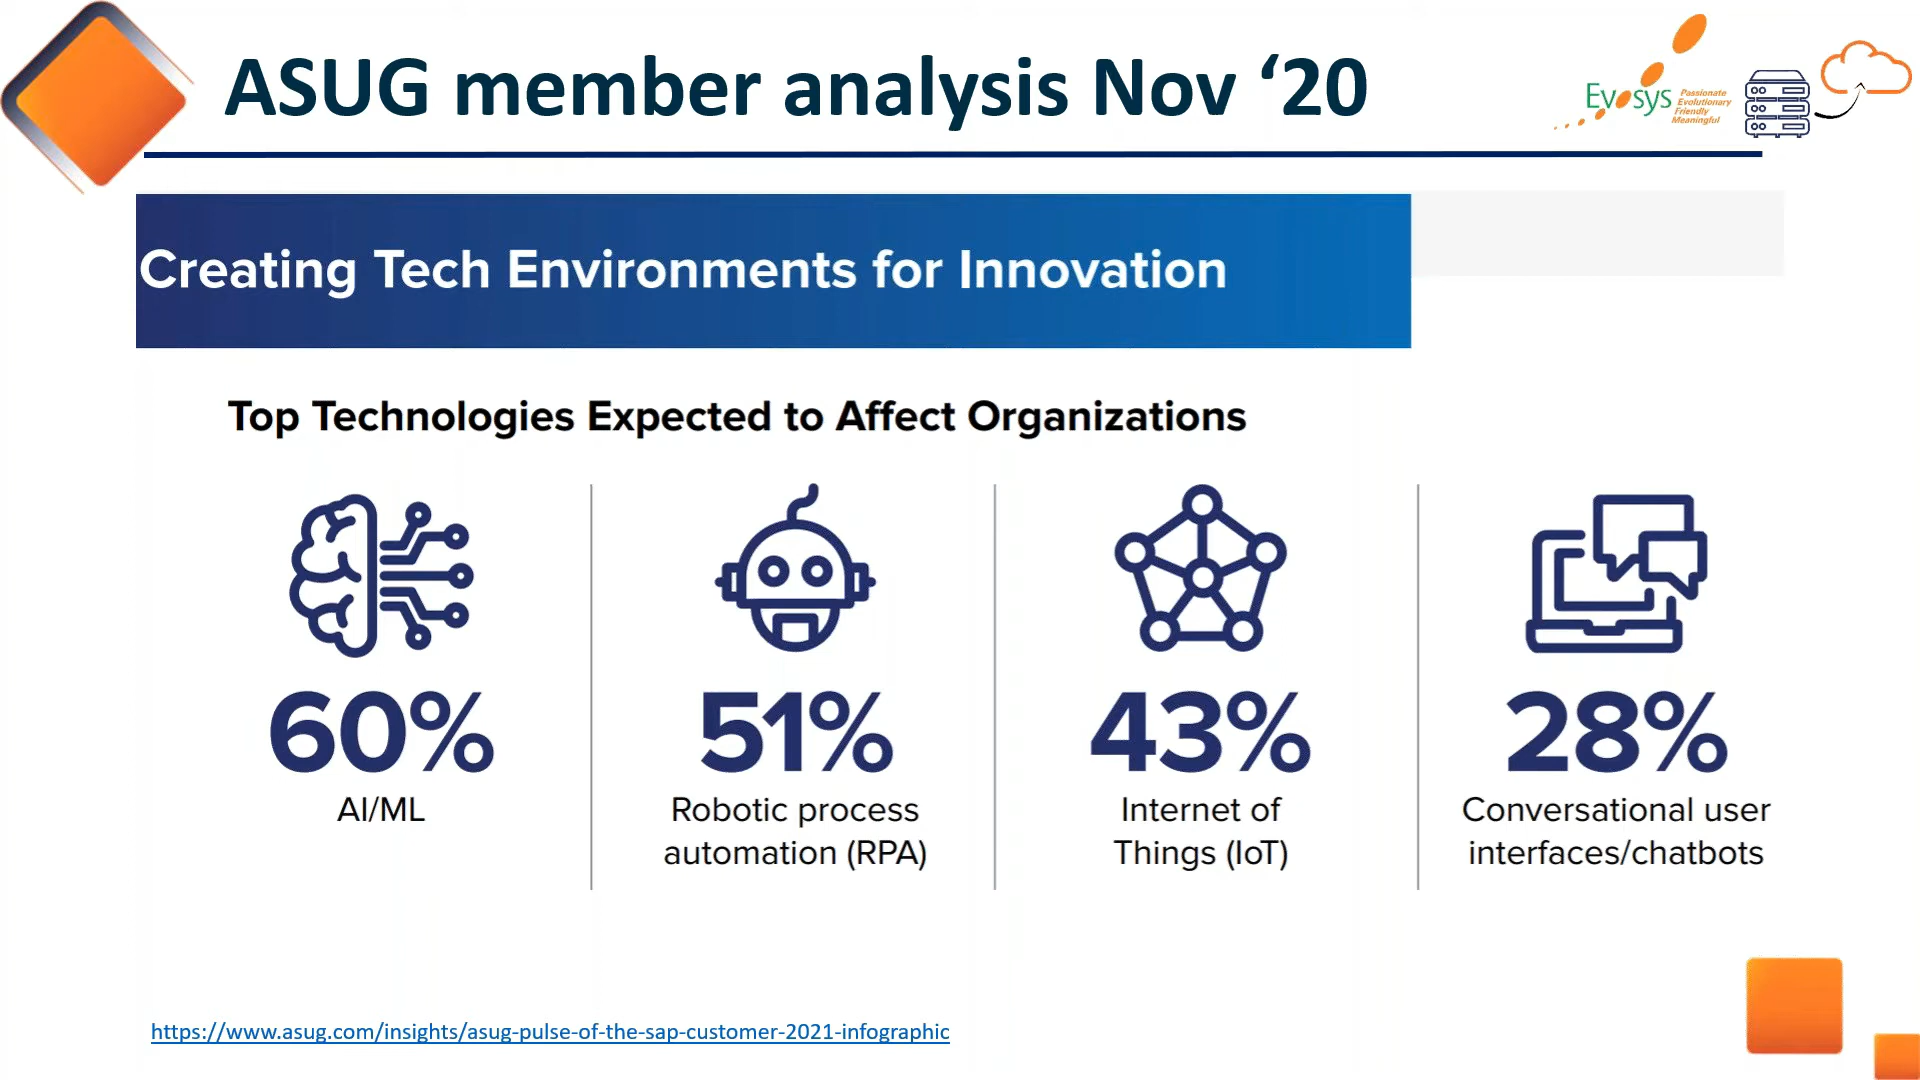 ASUG member analysis Nov ‘20
Evosys
Passionate
Evolutionary
Friendly
Meaningful
Creating Tech Environments for Innovation
Top Technologies Expected to Affect Organizations
60%
AI/ML
51%
Robotic process
automation (RPA)
43%
Internet of
Things (IoT)
28%
Conversational user
interfaces/chatbots
https://www.asug.com/insights/asug-pulse-of-the-sap-customer-2021-infographic